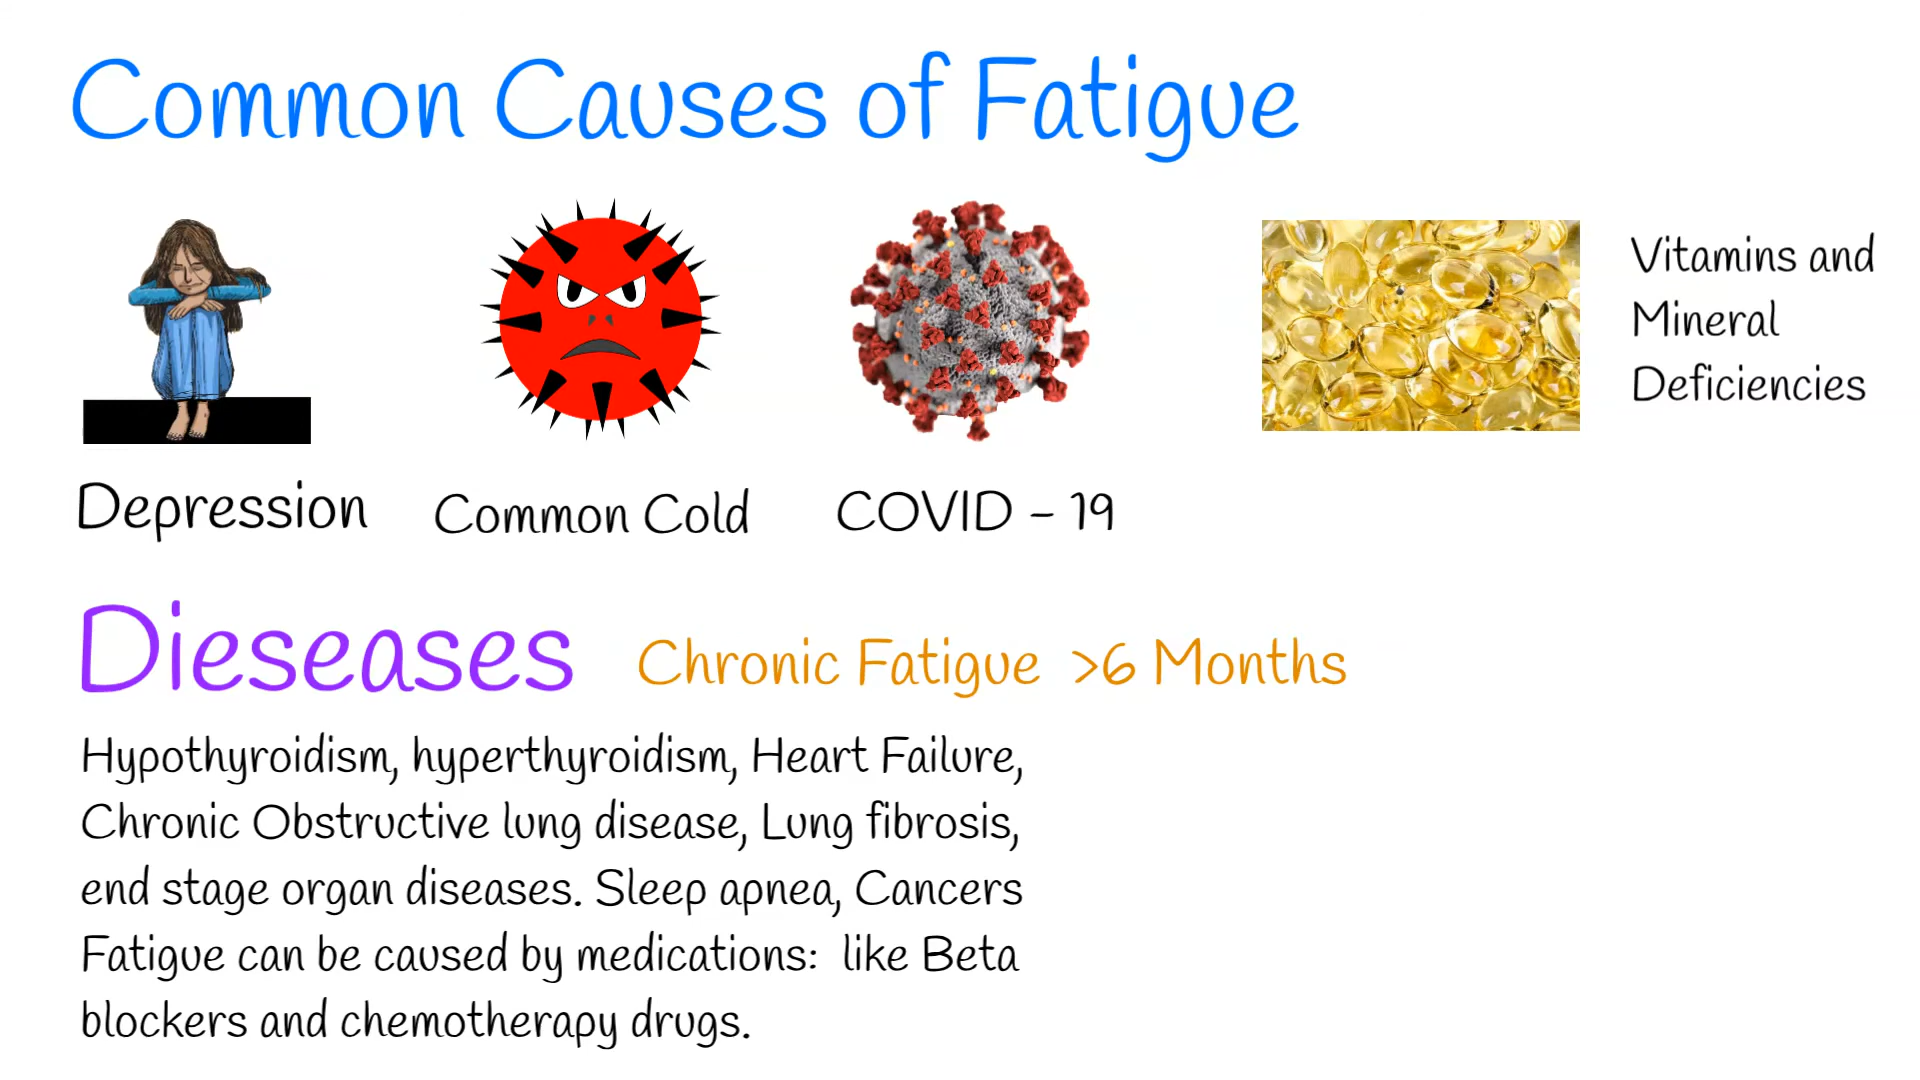 Common Causes of Fatigue
Vitamins and
Mineral
Deficiencies
Depression
Common Cold
COVID - 19
Dieseases
Chronic Fatigue >6 Months
Hypothyroidism, hyperthyroidism, Heart Failure,
Chronic Obstructive lung disease, Lung fibrosis,
end stage organ diseases. Sleep apnea, Cancers
Fatigue can be caused by medications: like Beta
blockers and chemotherapy drugs.